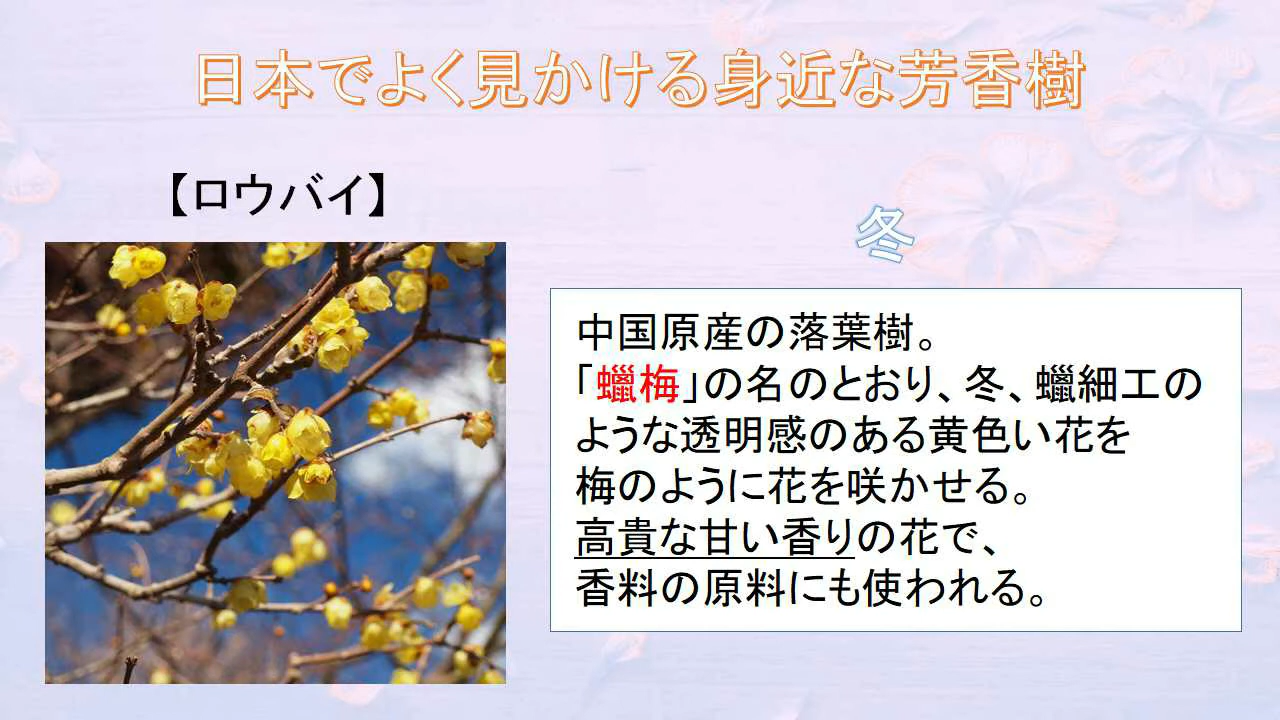 日本でよく見かける身近な芳香樹
【ロウバイ】
冬
中国原産の落葉樹。
「蠟梅」の名のとおり、冬、蠟細工の
ような透明感のある黄色い花を
梅のように花を咲かせる。
高貴な甘い香りの花で、
香料の原料にも使われる。